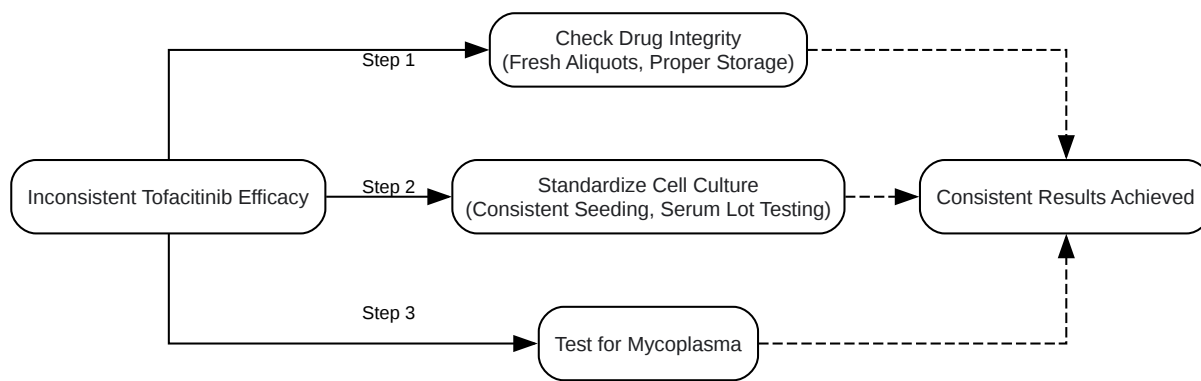 Check Drug Integrity
(Fresh Aliquots, Proper Storage)
Step 1
Inconsistent Tofacitinib Efficacy
Step 2
Standardize Cell Culture
(Consistent Seeding, Serum Lot Testing)
Consistent Results Achieved
Step 3
Test for Mycoplasma